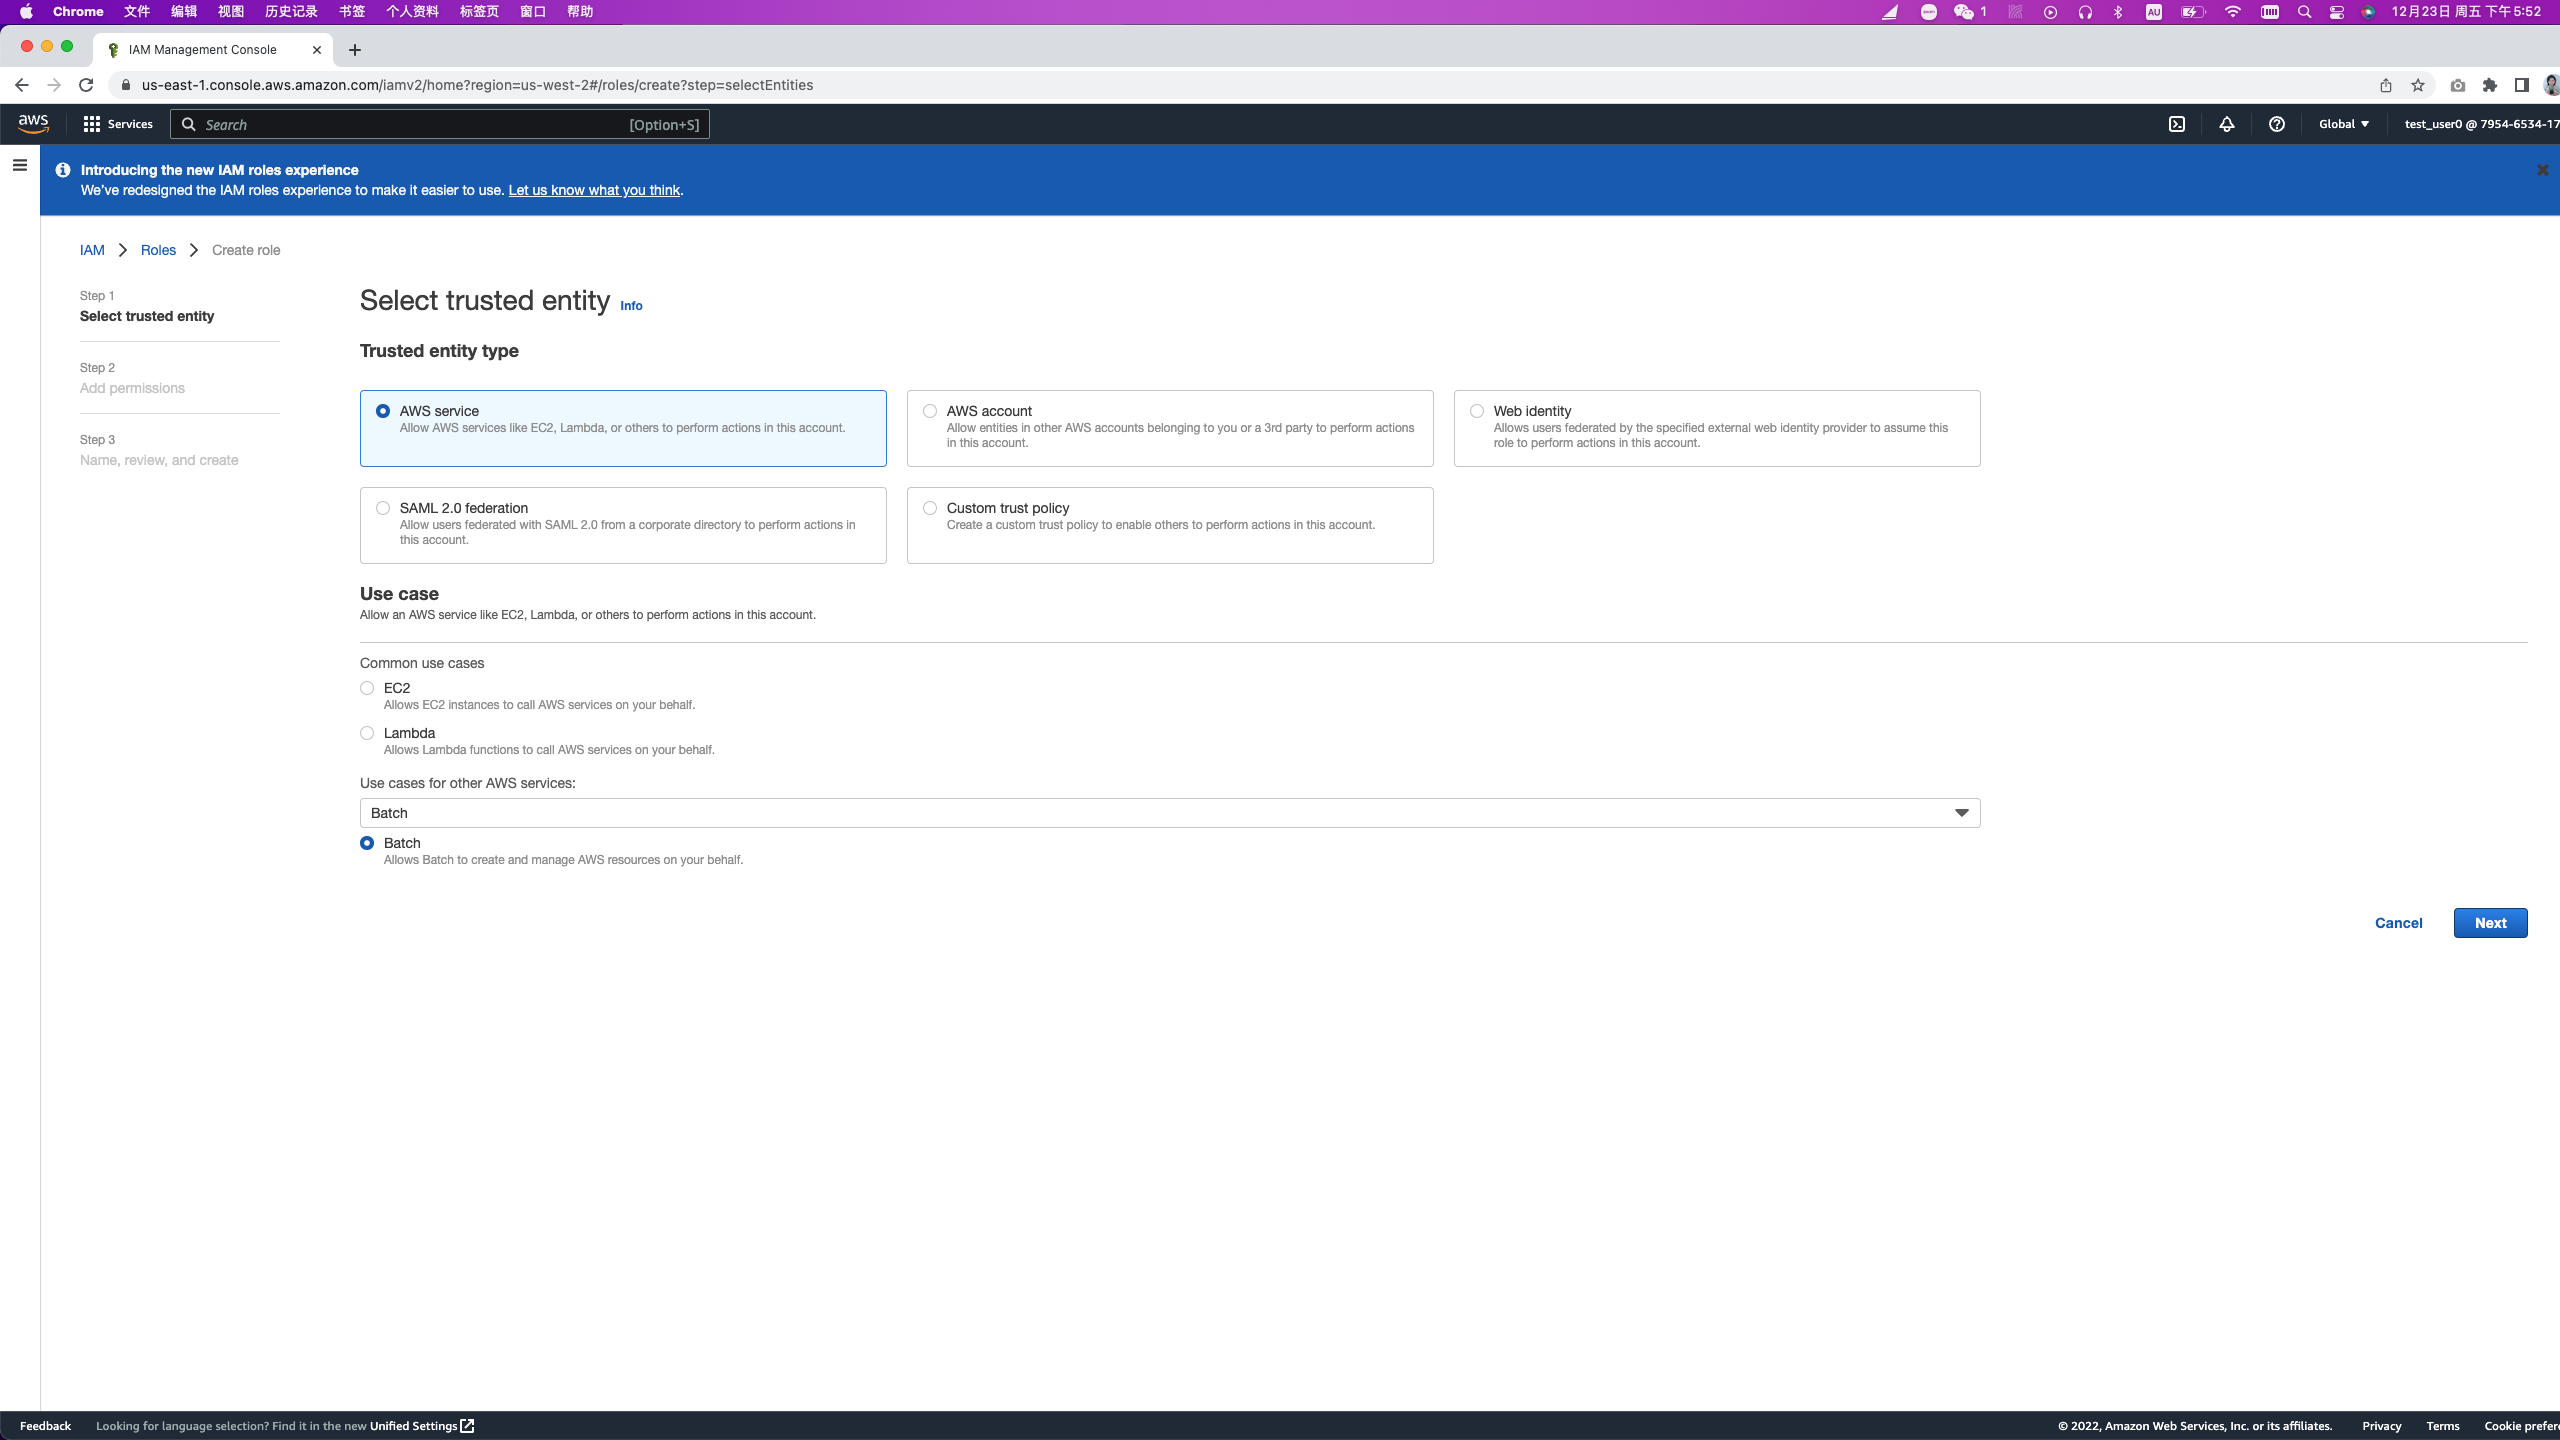 Chrome 文件 编辑 视图 历史记录 书签 个人资料 标签页 窗口 帮助 1 AU 12月23日 周五 下午5:52
IAM Management Console
us-east-1.console.aws.amazon.com/iamv2/home?region=us-west-2#/roles/create?step=selectEntities
aws Services Search [Option+S] Global test_user0 @ 7954-6534-17
Introducing the new IAM roles experience
We've redesigned the IAM roles experience to make it easier to use. Let us know what you think.
IAM Roles Create role
Step 1
Select trusted entity
Step 2
Add permissions
Step 3
Name, review, and create
Select trusted entity Info
Trusted entity type
AWS service
Allow AWS services like EC2, Lambda, or others to perform actions in this account.
AWS account
Allow entities in other AWS accounts belonging to you or a 3rd party to perform actions
in this account.
Web identity
Allows users federated by the specified external web identity provider to assume this
role to perform actions in this account.
SAML 2.0 federation
Allow users federated with SAML 2.0 from a corporate directory to perform actions in
this account.
Custom trust policy
Create a custom trust policy to enable others to perform actions in this account.
Use case
Allow an AWS service like EC2, Lambda, or others to perform actions in this account.
Common use cases
EC2
Allows EC2 instances to call AWS services on your behalf.
Lambda
Allows Lambda functions to call AWS services on your behalf.
Use cases for other AWS services:
Batch
Batch
Allows Batch to create and manage AWS resources on your behalf.
Cancel Next
Feedback Looking for language selection? Find it in the new Unified Settings © 2022, Amazon Web Services, Inc. or its affiliates. Privacy Terms Cookie prefer